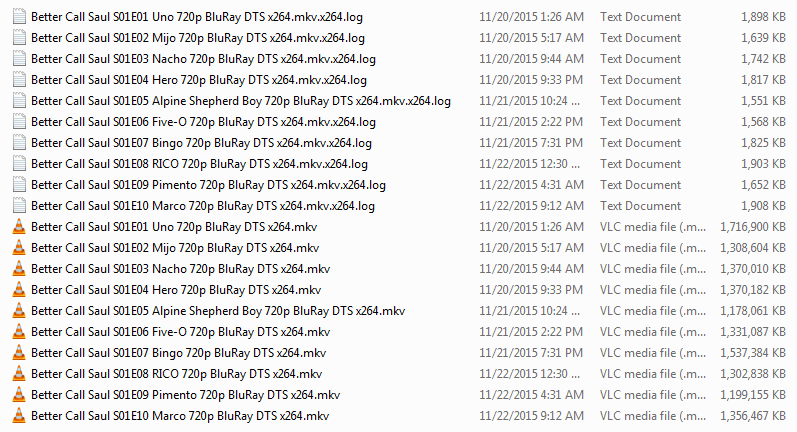 Better Call Saul S01E01 Uno 720p BluRay DTS x264.mkv.x264.log 11/20/2015 1:26 AM Text Document 1,898 KB
Better Call Saul S01E02 Mijo 720p BluRay DTS x264.mkv.x264.log 11/20/2015 5:17 AM Text Document 1,639 KB
Better Call Saul S01E03 Nacho 720p BluRay DTS x264.mkv.x264.log 11/20/2015 9:44 AM Text Document 1,742 KB
Better Call Saul S01E04 Hero 720p BluRay DTS x264.mkv.x264.log 11/20/2015 9:33 PM Text Document 1,817 KB
Better Call Saul S01E05 Alpine Shepherd Boy 720p BluRay DTS x264.mkv.x264.log 11/21/2015 10:24 ... Text Document 1,551 KB
Better Call Saul S01E06 Five-O 720p BluRay DTS x264.mkv.x264.log 11/21/2015 2:22 PM Text Document 1,568 KB
Better Call Saul S01E07 Bingo 720p BluRay DTS x264.mkv.x264.log 11/21/2015 7:31 PM Text Document 1,825 KB
Better Call Saul S01E08 RICO 720p BluRay DTS x264.mkv.x264.log 11/22/2015 12:30 ... Text Document 1,903 KB
Better Call Saul S01E09 Pimento 720p BluRay DTS x264.mkv.x264.log 11/22/2015 4:31 AM Text Document 1,652 KB
Better Call Saul S01E10 Marco 720p BluRay DTS x264.mkv.x264.log 11/22/2015 9:12 AM Text Document 1,908 KB
Better Call Saul S01E01 Uno 720p BluRay DTS x264.mkv 11/20/2015 1:26 AM VLC media file (.m... 1,716,900 KB
Better Call Saul S01E02 Mijo 720p BluRay DTS x264.mkv 11/20/2015 5:17 AM VLC media file (.m... 1,308,604 KB
Better Call Saul S01E03 Nacho 720p BluRay DTS x264.mkv 11/20/2015 9:44 AM VLC media file (.m... 1,370,010 KB
Better Call Saul S01E04 Hero 720p BluRay DTS x264.mkv 11/20/2015 9:33 PM VLC media file (.m... 1,370,182 KB
Better Call Saul S01E05 Alpine Shepherd Boy 720p BluRay DTS x264.mkv 11/21/2015 10:24 ... VLC media file (.m... 1,178,061 KB
Better Call Saul S01E06 Five-O 720p BluRay DTS x264.mkv 11/21/2015 2:22 PM VLC media file (.m... 1,331,087 KB
Better Call Saul S01E07 Bingo 720p BluRay DTS x264.mkv 11/21/2015 7:31 PM VLC media file (.m... 1,537,384 KB
Better Call Saul S01E08 RICO 720p BluRay DTS x264.mkv 11/22/2015 12:30 ... VLC media file (.m... 1,302,838 KB
Better Call Saul S01E09 Pimento 720p BluRay DTS x264.mkv 11/22/2015 4:31 AM VLC media file (.m... 1,199,155 KB
Better Call Saul S01E10 Marco 720p BluRay DTS x264.mkv 11/22/2015 9:12 AM VLC media file (.m... 1,356,467 KB